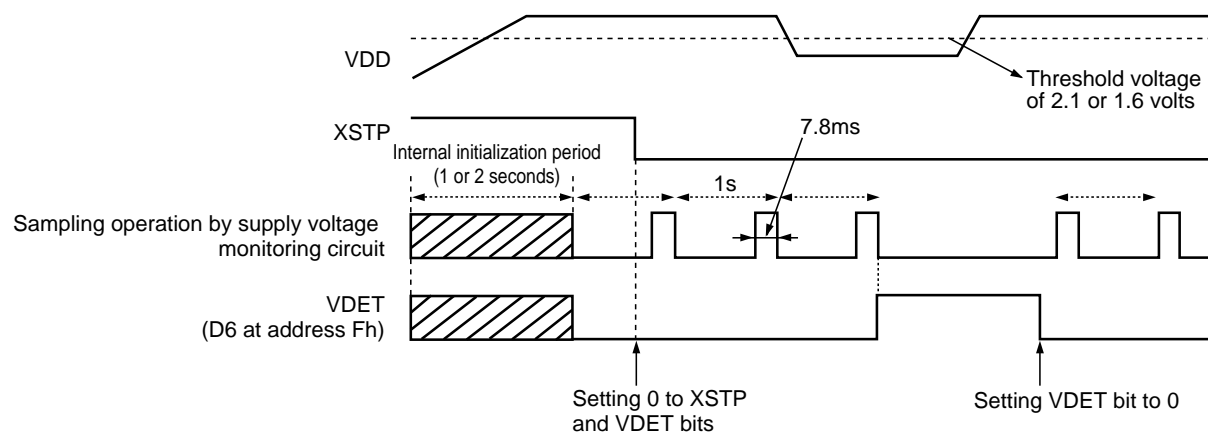 VDD
Threshold voltage
of 2.1 or 1.6 volts
XSTP
7.8ms
Internal initialization period
(1 or 2 seconds)
1s
Sampling operation by supply voltage
monitoring circuit
VDET
(D6 at address Fh)
Setting 0 to XSTP
and VDET bits
Setting VDET bit to 0